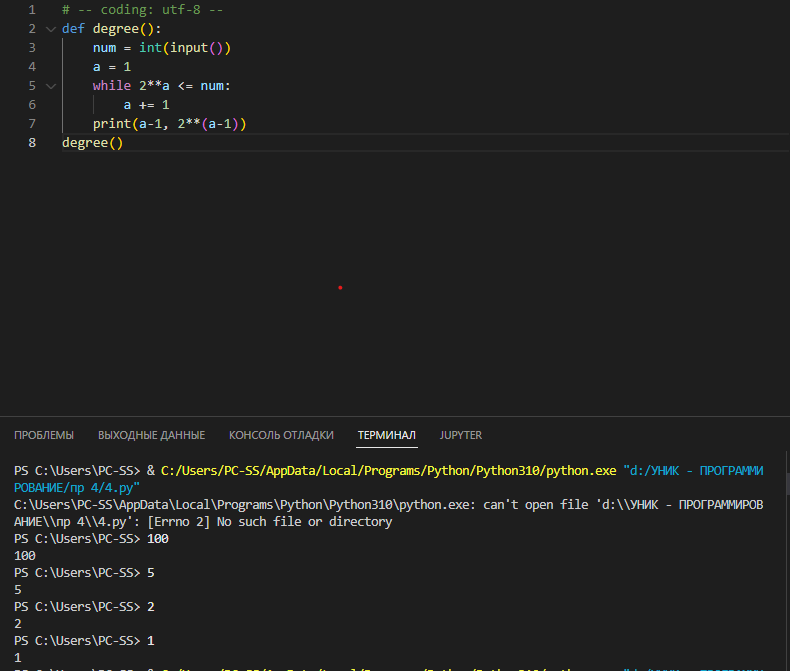 1 # -- coding: utf-8 --
2 def degree():
3 num = int(input())
4 a = 1
5 while 2**a <= num:
6 a += 1
7 print(a-1, 2**(a-1))
8 degree()
ПРОБЛЕМЫ ВЫХОДНЫЕ ДАННЫЕ КОНСОЛЬ ОТЛАДКИ ТЕРМИНАЛ JUPYTER
PS C:\Users\PC-SS> & C:/Users/PC-SS/AppData/Local/Programs/Python/Python310/python.exe "d:/УНИК - ПРОГРАММИ
РОВАНИЕ/пр 4/4.py"
C:\Users\PC-SS\AppData\Local\Programs\Python\Python310\python.exe: can't open file 'd:\\УНИК - ПРОГРАММИРОВ
АНИЕ\\пр 4\\4.py': [Errno 2] No such file or directory
PS C:\Users\PC-SS> 100
100
PS C:\Users\PC-SS> 5
5
PS C:\Users\PC-SS> 2
2
PS C:\Users\PC-SS> 1
1